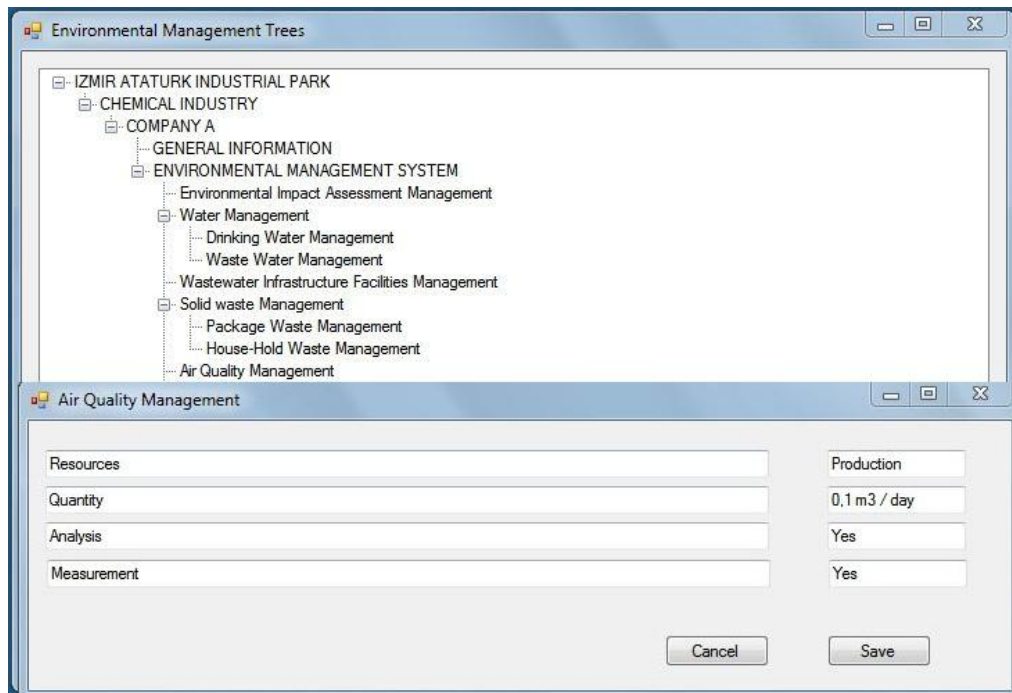 Environmental Management Trees
IZMIR ATATURK INDUSTRIAL PARK
CHEMICAL INDUSTRY
COMPANY A
GENERAL INFORMATION
ENVIRONMENTAL MANAGEMENT SYSTEM
Environmental Impact Assessment Management
Water Management
Drinking Water Management
Waste Water Management
Wastewater Infrastructure Facilities Management
Solid waste Management
Package Waste Management
House-Hold Waste Management
Air Quality Management
Air Quality Management
Resources Production
Quantity 0,1 m3 / day
Analysis Yes
Measurement Yes
Cancel Save